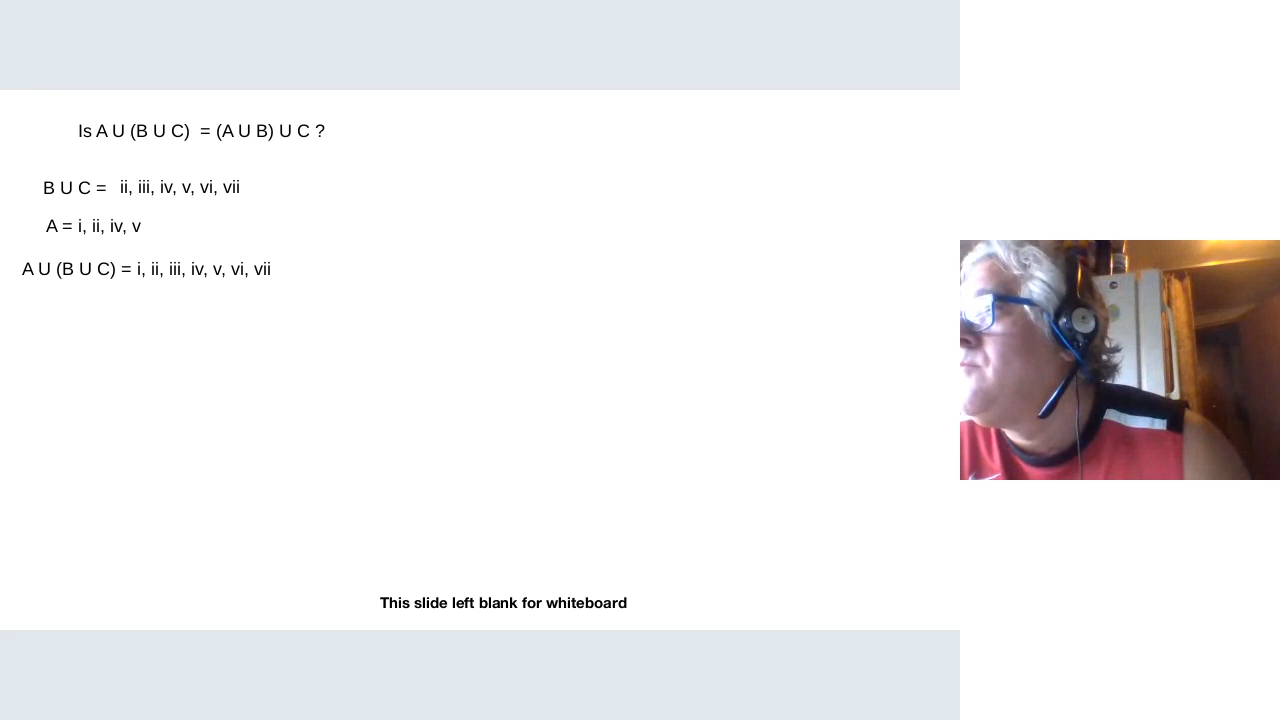 Is A U (B U C)  = (A U B) U C ?
B U C =   ii, iii, iv, v, vi, vii
A = i, ii, iv, v
A U (B U C) = i, ii, iii, iv, v, vi, vii
This slide left blank for whiteboard